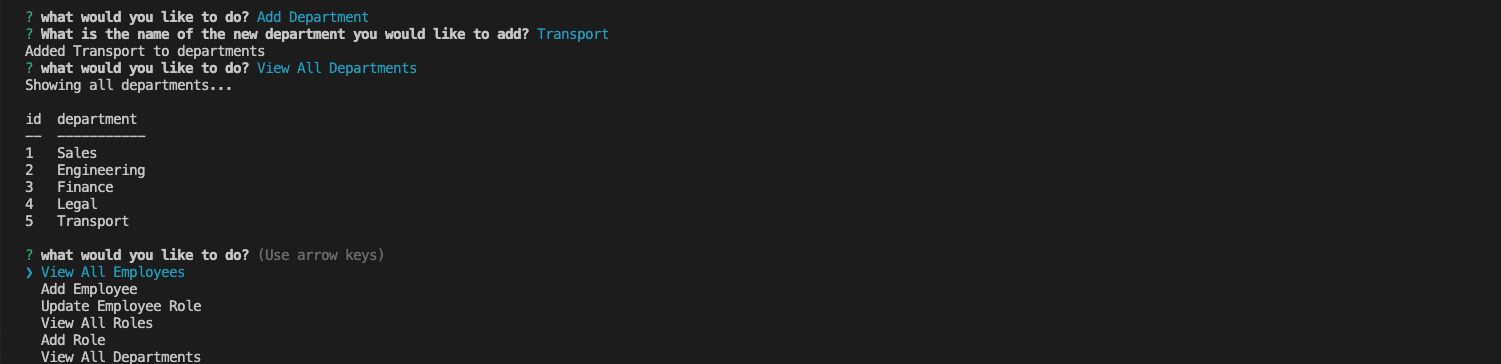 ? what would you like to do? Add Department
? What is the name of the new department you would like to add? Transport
Added Transport to departments
? what would you like to do? View All Departments
Showing all departments...
id  department
——  ———————————
1   Sales
2   Engineering
3   Finance
4   Legal
5   Transport
? what would you like to do? (Use arrow keys)
❯ View All Employees
  Add Employee
  Update Employee Role
  View All Roles
  Add Role
  View All Departments